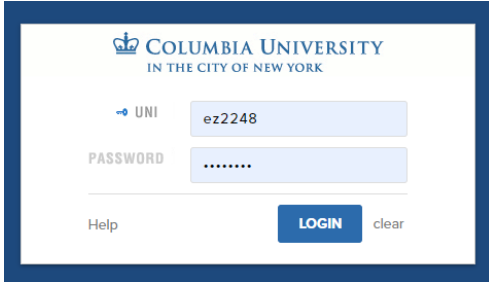 COLUMBIA UNIVERSITY
IN THE CITY OF NEW YORK
UNI ez2248
PASSWORD ••••••••
Help LOGIN clear